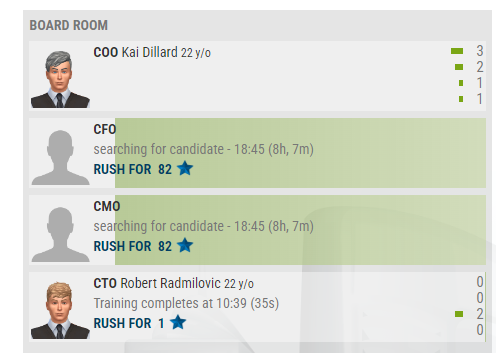 BOARD ROOM
COO Kai Dillard 22 y/o
3
2
1
1
CFO
searching for candidate - 18:45 (8h, 7m)
RUSH FOR 82
CMO
searching for candidate - 18:45 (8h, 7m)
RUSH FOR 82
CTO Robert Radmilovic 22 y/o
Training completes at 10:39 (35s)
RUSH FOR 1
0
0
2
0